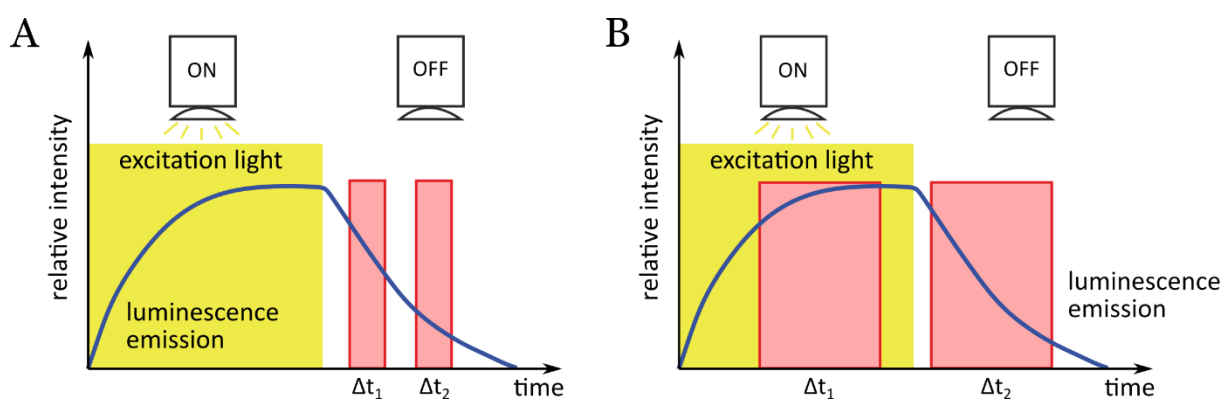 A
relative intensity
ON
OFF
excitation light
luminescence
emission
Δt₁
Δt₂
time
B
relative intensity
ON
OFF
excitation light
luminescence
emission
Δt₁
Δt₂
time